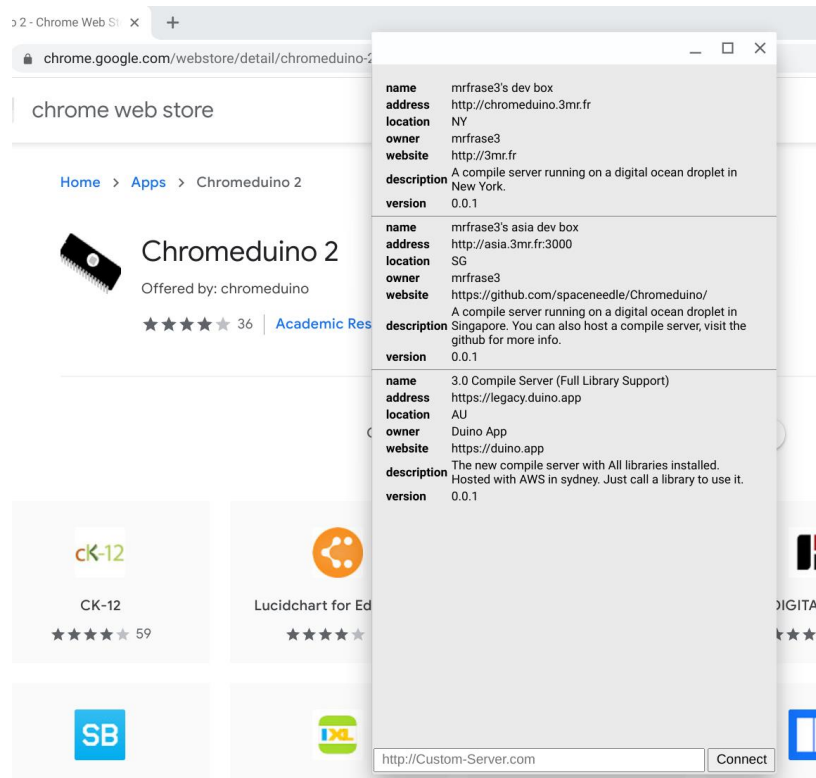 2 - Chrome Web St
chrome.google.com/webstore/detail/chromeduino-2
chrome web store
Home > Apps > Chromeduino 2
Chromeduino 2
Offered by: chromeduino
36 Academic Res
cK-12
CK-12
59
Lucidchart for Ed
DIGITA
SB
IXL
name mrfrase3's dev box
address http://chromeduino.3mr.fr
location NY
owner mrfrase3
website http://3mr.fr
description A compile server running on a digital ocean droplet in
New York.
version 0.0.1
name mrfrase3's asia dev box
address http://asia.3mr.fr:3000
location SG
owner mrfrase3
website https://github.com/spaceneedle/Chromeduino/
A compile server running on a digital ocean droplet in
description Singapore. You can also host a compile server, visit the
github for more info.
version 0.0.1
name 3.0 Compile Server (Full Library Support)
address https://legacy.duino.app
location AU
owner Duino App
website https://duino.app
description The new compile server with All libraries installed.
Hosted with AWS in sydney. Just call a library to use it.
version 0.0.1
http://Custom-Server.com
Connect